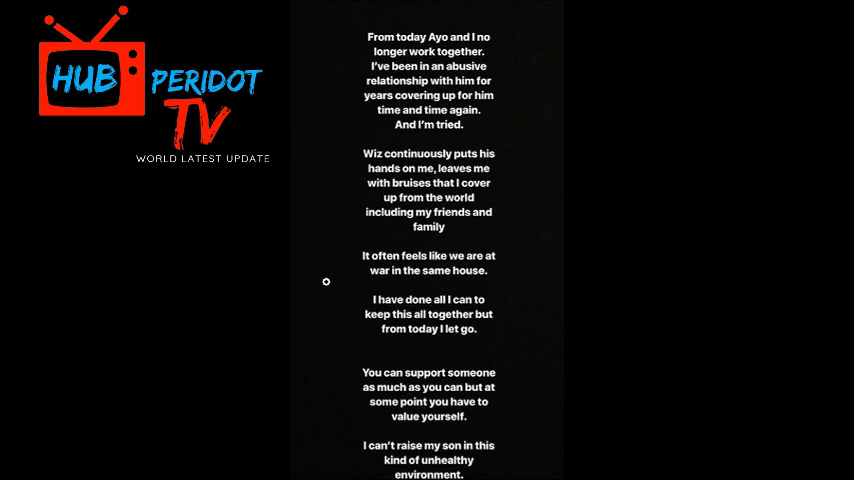 HUB PERIDOT
TV
WORLD LATEST UPDATE
From today Ayo and I no
longer work together.
I've been in an abusive
relationship with him for
years covering up for him
time and time again.
And I'm tried.
Wiz continuously puts his
hands on me, leaves me
with bruises that I cover
up from the world
including my friends and
family
It often feels like we are at
war in the same house.
I have done all I can to
keep this all together but
from today I let go.
You can support someone
as much as you can but at
some point you have to
value yourself.
I can't raise my son in this
kind of unhealthy
environment.